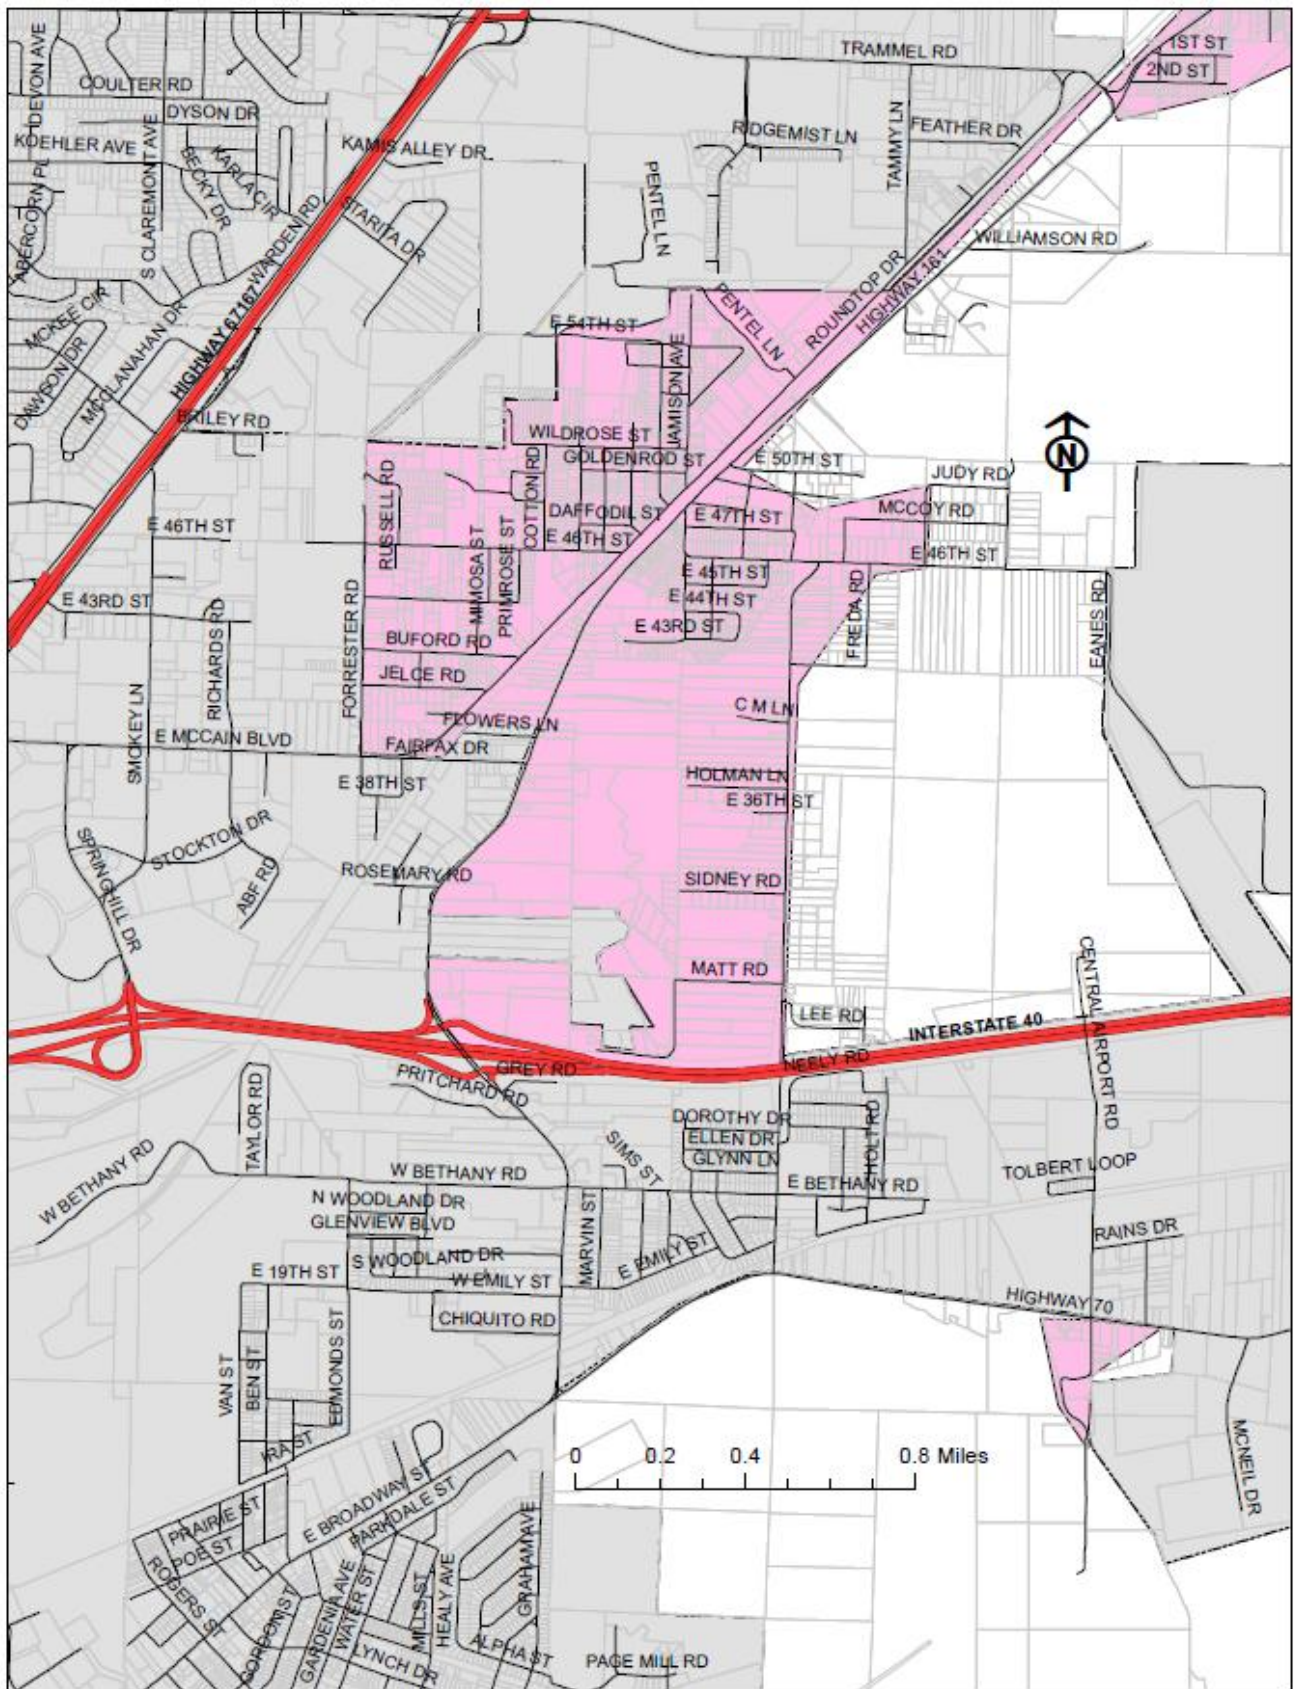 TRAMMEL RD
1ST ST
2ND ST
DEVON AVE
COULTER RD
DYSON DR
KOEHLER AVE
S CLAREMONT AVE
ABERCORN PL
BECKY DR
KARLA CIR
WARDEN RD
KAMIS ALLEY DR
STARITA DR
RIDGEMIST LN
TAMMY LN
FEATHER DR
PENTEL LN
WILLIAMSON RD
HIGHWAY 161
ROUNDTOP DR
PENTEL LN
MCKEE CIR
DAWSON DR
MCCLANAHAN DR
HIGHWAY 67167
BRILEY RD
E 54TH ST
JAMISON AVE
WILDROSE ST
GOLDENROD ST
COTTON RD
DAFFODIL ST
E 46TH ST
RUSSELL RD
MIMOSA ST
PRIMROSE ST
N
E 50TH ST
JUDY RD
MCCOY RD
E 47TH ST
E 46TH ST
E 45TH ST
E 44TH ST
E 43RD ST
FREDA RD
EANES RD
E 46TH ST
E 43RD ST
RICHARDS RD
FORRESTER RD
BUFORD RD
JELCE RD
FLOWERS LN
FAIRFAX DR
SMOKEY LN
E MCCAIN BLVD
E 38TH ST
C M LN
HOLMAN LN
E 36TH ST
SPRINGHILL DR
STOCKTON DR
ABF RD
ROSEMARY RD
SIDNEY RD
MATT RD
LEE RD
INTERSTATE 40
CENTRAL AIRPORT RD
NEELY RD
GREY RD
PRITCHARD RD
TAYLOR RD
DOROTHY DR
ELLEN DR
GLYNN LN
HOLT RD
SIMS ST
W BETHANY RD
W BETHANY RD
E BETHANY RD
TOLBERT LOOP
N WOODLAND DR
GLENVIEW BLVD
S WOODLAND DR
E 19TH ST
W EMILY ST
MARVIN ST
E EMILY ST
RAINS DR
HIGHWAY 70
CHIQUITO RD
VAN ST
BEN ST
EDMONDS ST
IRA ST
MCNEIL DR
0 0.2 0.4 0.8 Miles
E BROADWAY ST
PARKDALE ST
PRAIRIE ST
POE ST
ROGERS ST
GORDON ST
GARDENIA AVE
WATER ST
MILLS ST
HEALY AVE
GRAHAM AVE
LYNCH DR
ALPHA ST
PAGE MILL RD